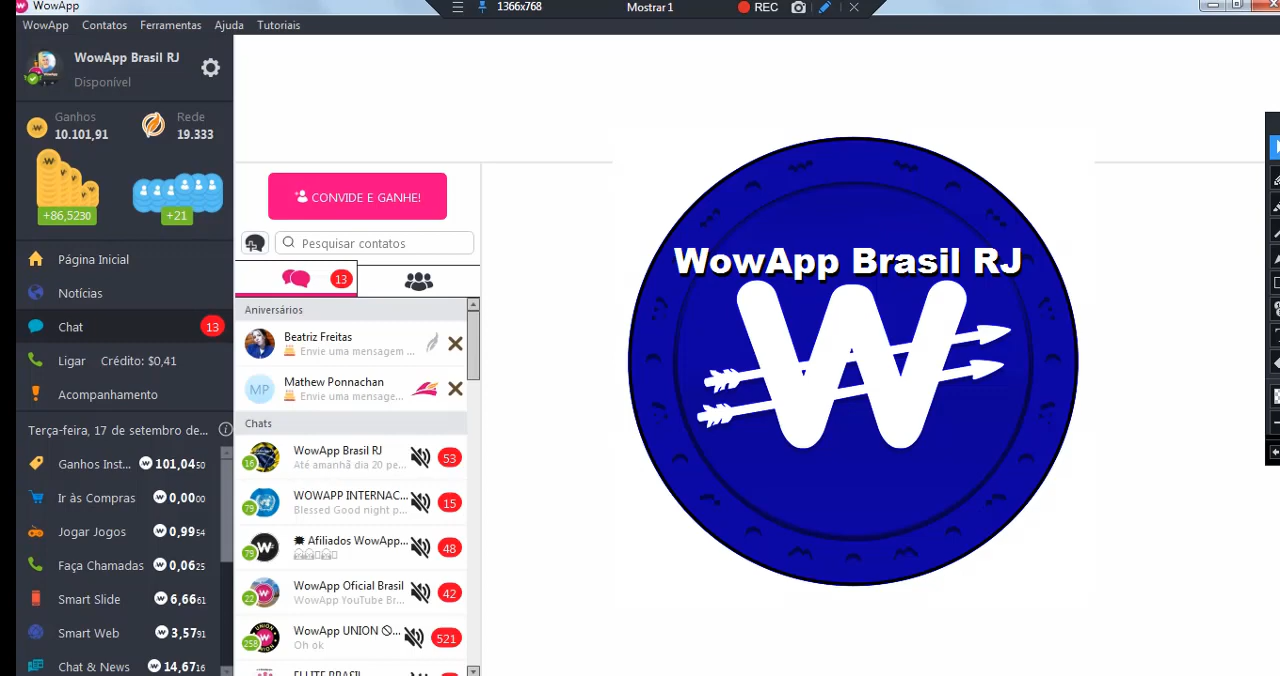 WowApp
1366x768
Mostrar1
REC
WowApp Contatos Ferramentas Ajuda Tutoriais
WowApp Brasil RJ
Disponível
Ganhos
10.101,91
Rede
19.333
+86,5230
+21
Página Inicial
Notícias
Chat 13
Ligar Crédito: $0,41
Acompanhamento
Terça-feira, 17 de setembro de...
Ganhos Inst... 101,0450
Ir às Compras 0,0000
Jogar Jogos 0,9954
Faça Chamadas 0,0625
Smart Slide 6,6661
Smart Web 3,5791
Chat & News 14,6716
CONVIDE E GANHE!
Pesquisar contatos
13
Aniversários
Beatriz Freitas
Envie uma mensagem ...
MP
Mathew Ponnachan
Envie uma mensage...
Chats
WowApp Brasil RJ
Até amanhã dia 20 pe...
16
53
WOWAPP INTERNAC...
Blessed Good night p...
79
15
Afiliados WowApp...
79
48
WowApp Oficial Brasil
WowApp YouTube Br...
22
42
WowApp UNION
Oh ok
258
521
WowApp Brasil RJ
W